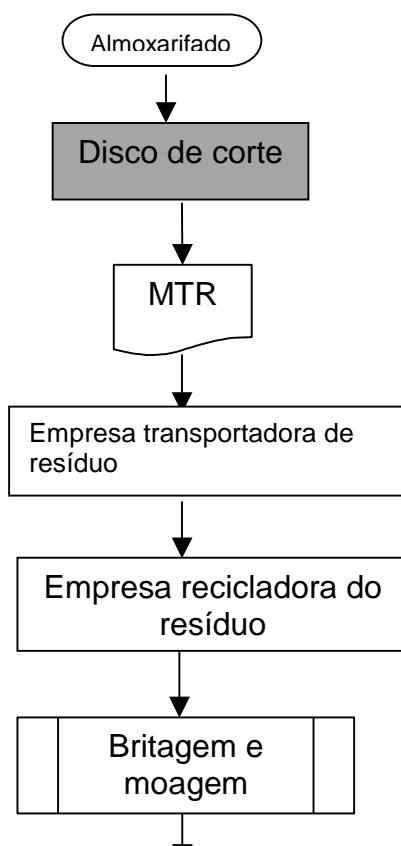 Almoxarifado
Disco de corte
MTR
Empresa transportadora de
resíduo
Empresa recicladora do
resíduo
Britagem e
moagem